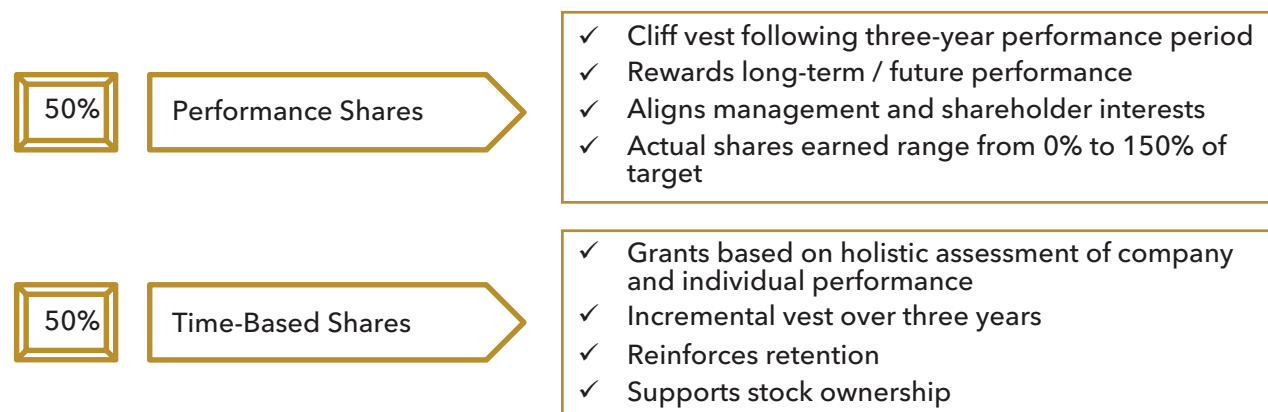 50%
Performance Shares
✓ Cliff vest following three-year performance period
✓ Rewards long-term / future performance
✓ Aligns management and shareholder interests
✓ Actual shares earned range from 0% to 150% of
target
50%
Time-Based Shares
✓ Grants based on holistic assessment of company
and individual performance
✓ Incremental vest over three years
✓ Reinforces retention
✓ Supports stock ownership